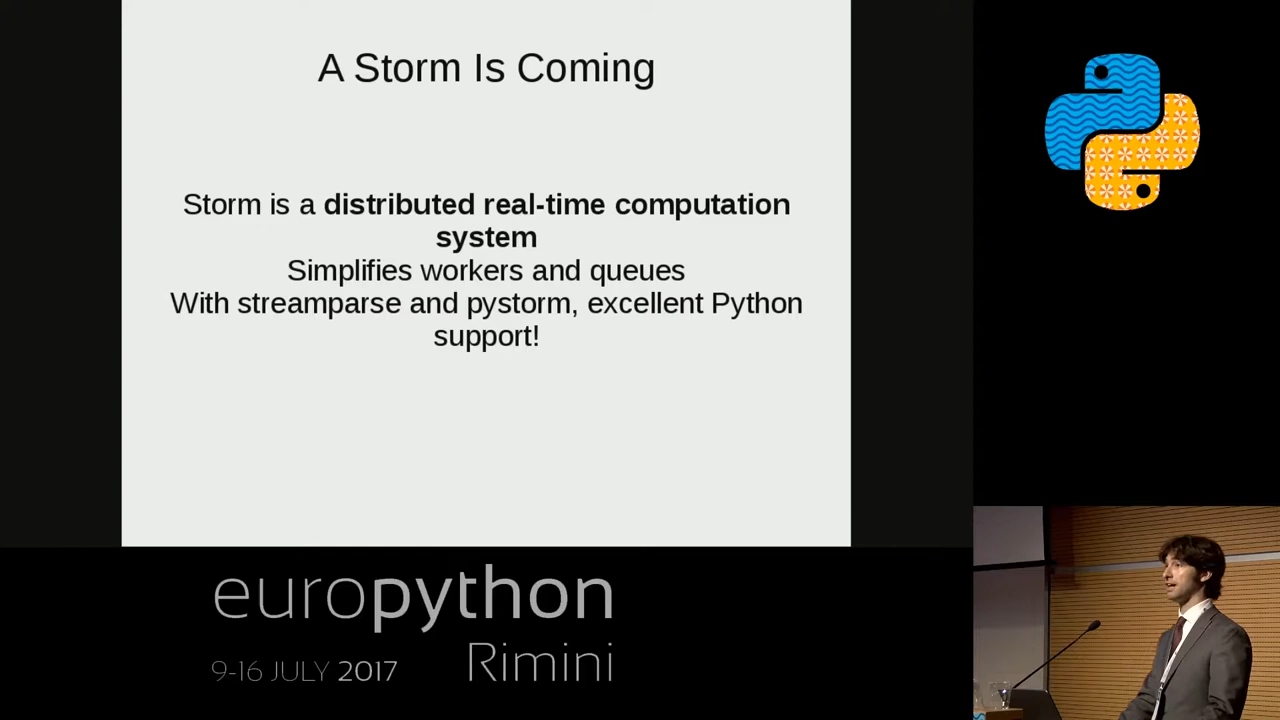 A Storm Is Coming
Storm is a distributed real-time computation
system
Simplifies workers and queues
With streamparse and pystorm, excellent Python
support!
europython
9-16 JULY 2017 Rimini